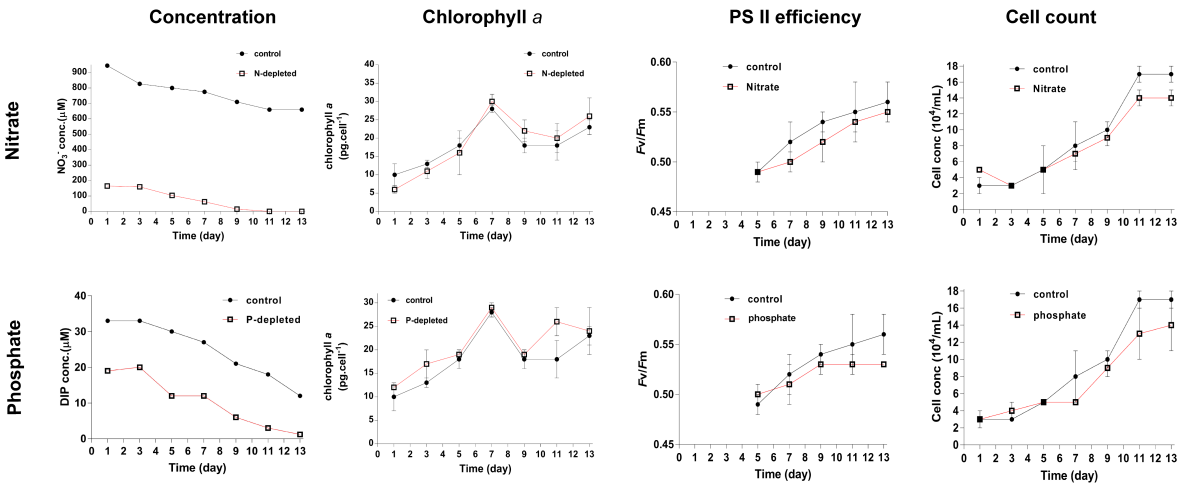 Concentration
Chlorophyll a
PS II efficiency
Cell count
Nitrate
NO3- conc.(µM)
900
800
700
600
500
400
300
200
100
0
control
N-depleted
0 1 2 3 4 5 6 7 8 9 10 11 12 13
Time (day)
chlorophyll a
(pg.cell-1)
40
35
30
25
20
15
10
5
0
control
N-depleted
0 1 2 3 4 5 6 7 8 9 10 11 12 13
Time (day)
Fv/Fm
0.60
0.55
0.50
0.45
control
Nitrate
0 1 2 3 4 5 6 7 8 9 10 11 12 13
Time (day)
Cell conc (10^4/mL)
18
16
14
12
10
8
6
4
2
0
control
Nitrate
0 1 2 3 4 5 6 7 8 9 10 11 12 13
Time (day)
Phosphate
DIP conc.(µM)
40
30
20
10
0
control
P-depleted
0 1 2 3 4 5 6 7 8 9 10 11 12 13
Time (day)
chlorophyll a
(pg.cell-1)
30
25
20
15
10
5
0
control
P-depleted
0 1 2 3 4 5 6 7 8 9 10 11 12 13
Time (day)
Fv/Fm
0.60
0.55
0.50
0.45
control
phosphate
0 1 2 3 4 5 6 7 8 9 10 11 12 13
Time (day)
Cell conc (10^4/mL)
18
16
14
12
10
8
6
4
2
0
control
phosphate
0 1 2 3 4 5 6 7 8 9 10 11 12 13
Time (day)